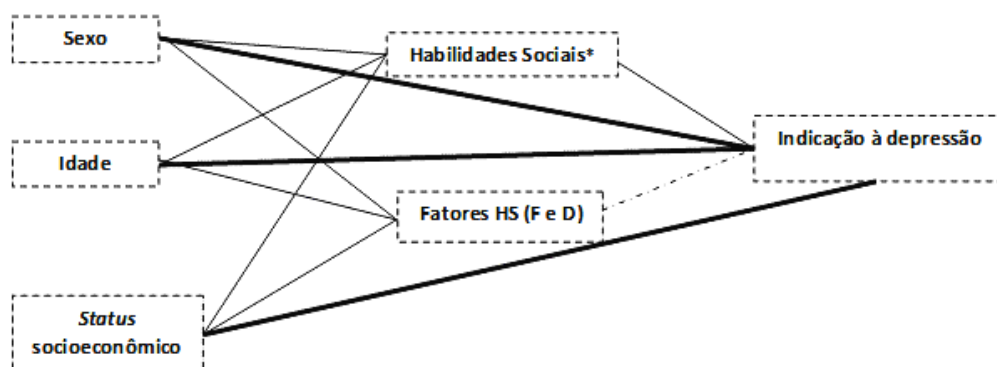 Sexo
Habilidades Sociais*
Indicação à depressão
Idade
Fatores HS (F e D)
Status
socioeconômico